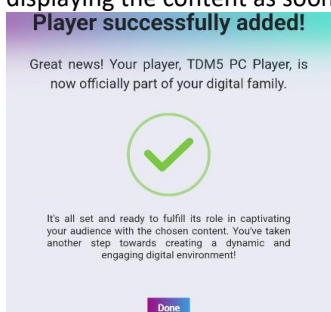 displaying the content as soon
Player successfully added!
Great news! Your player, TDM5 PC Player, is
now officially part of your digital family.
It's all set and ready to fulfill its role in captivating
your audience with the chosen content. You've taken
another step towards creating a dynamic and
engaging digital environment!
Done